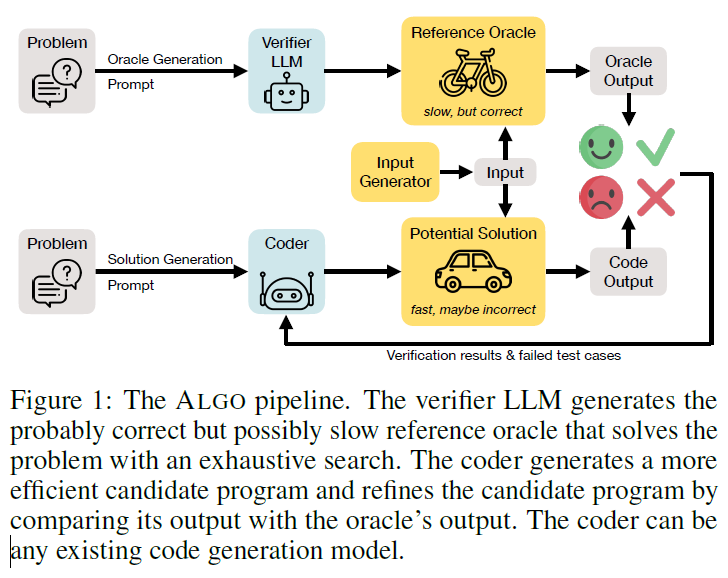 Problem
Oracle Generation
Prompt
Verifier
LLM
Reference Oracle
slow, but correct
Oracle
Output
Input
Generator
Input
Problem
Solution Generation
Prompt
Coder
Potential Solution
fast, maybe incorrect
Code
Output
Verification results & failed test cases
Figure 1: The ALGO pipeline. The verifier LLM generates the
probably correct but possibly slow reference oracle that solves the
problem with an exhaustive search. The coder generates a more
efficient candidate program and refines the candidate program by
comparing its output with the oracle's output. The coder can be
any existing code generation model.